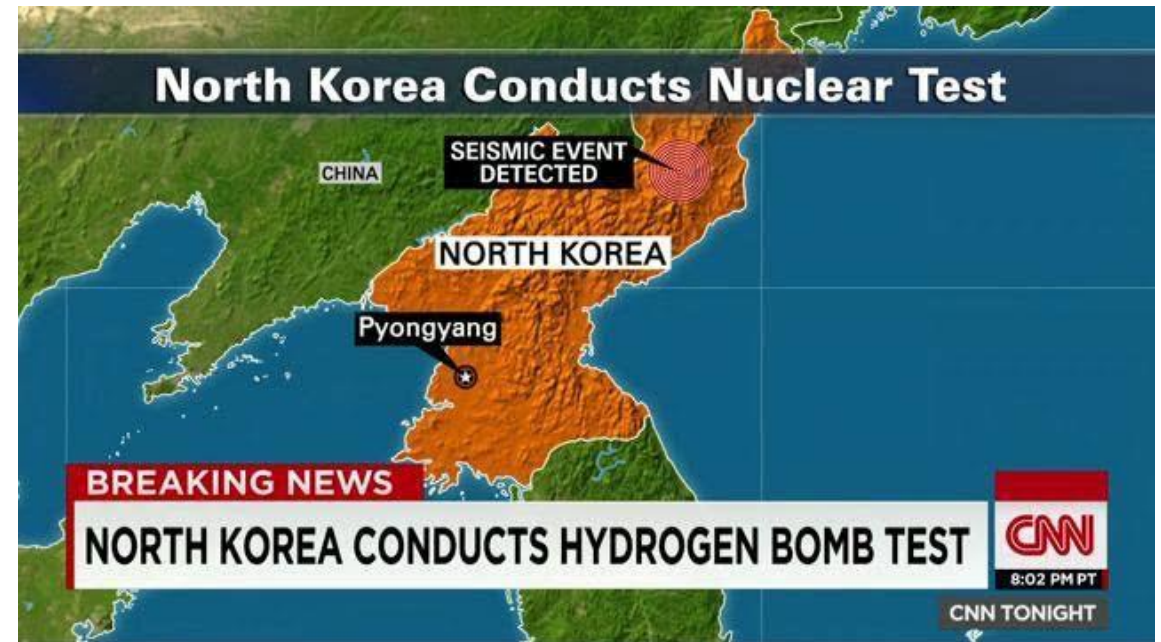 North Korea Conducts Nuclear Test
SEISMIC EVENT
DETECTED
CHINA
NORTH KOREA
Pyongyang
BREAKING NEWS
NORTH KOREA CONDUCTS HYDROGEN BOMB TEST
CNN
8:02 PM PT
CNN TONIGHT